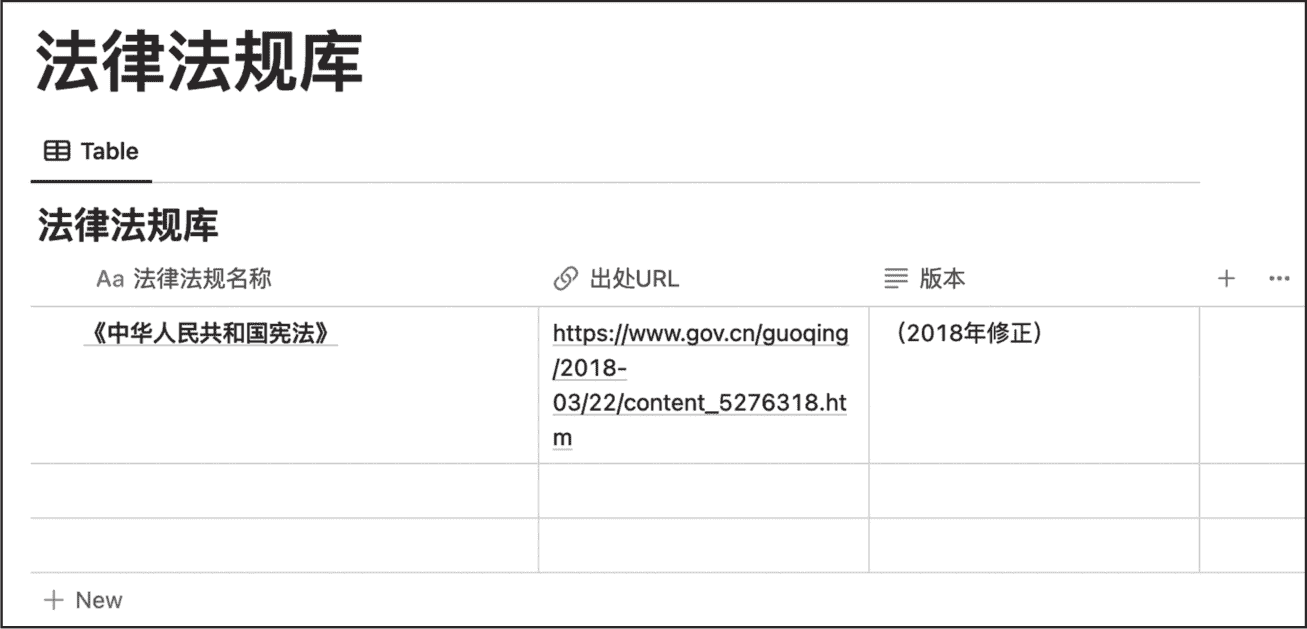 法律法规库
Table
法律法规库
Aa 法律法规名称
出处URL
版本
《中华人民共和国宪法》
https://www.gov.cn/guoqing
/2018-
03/22/content_5276318.ht
m
（2018年修正）
+ New